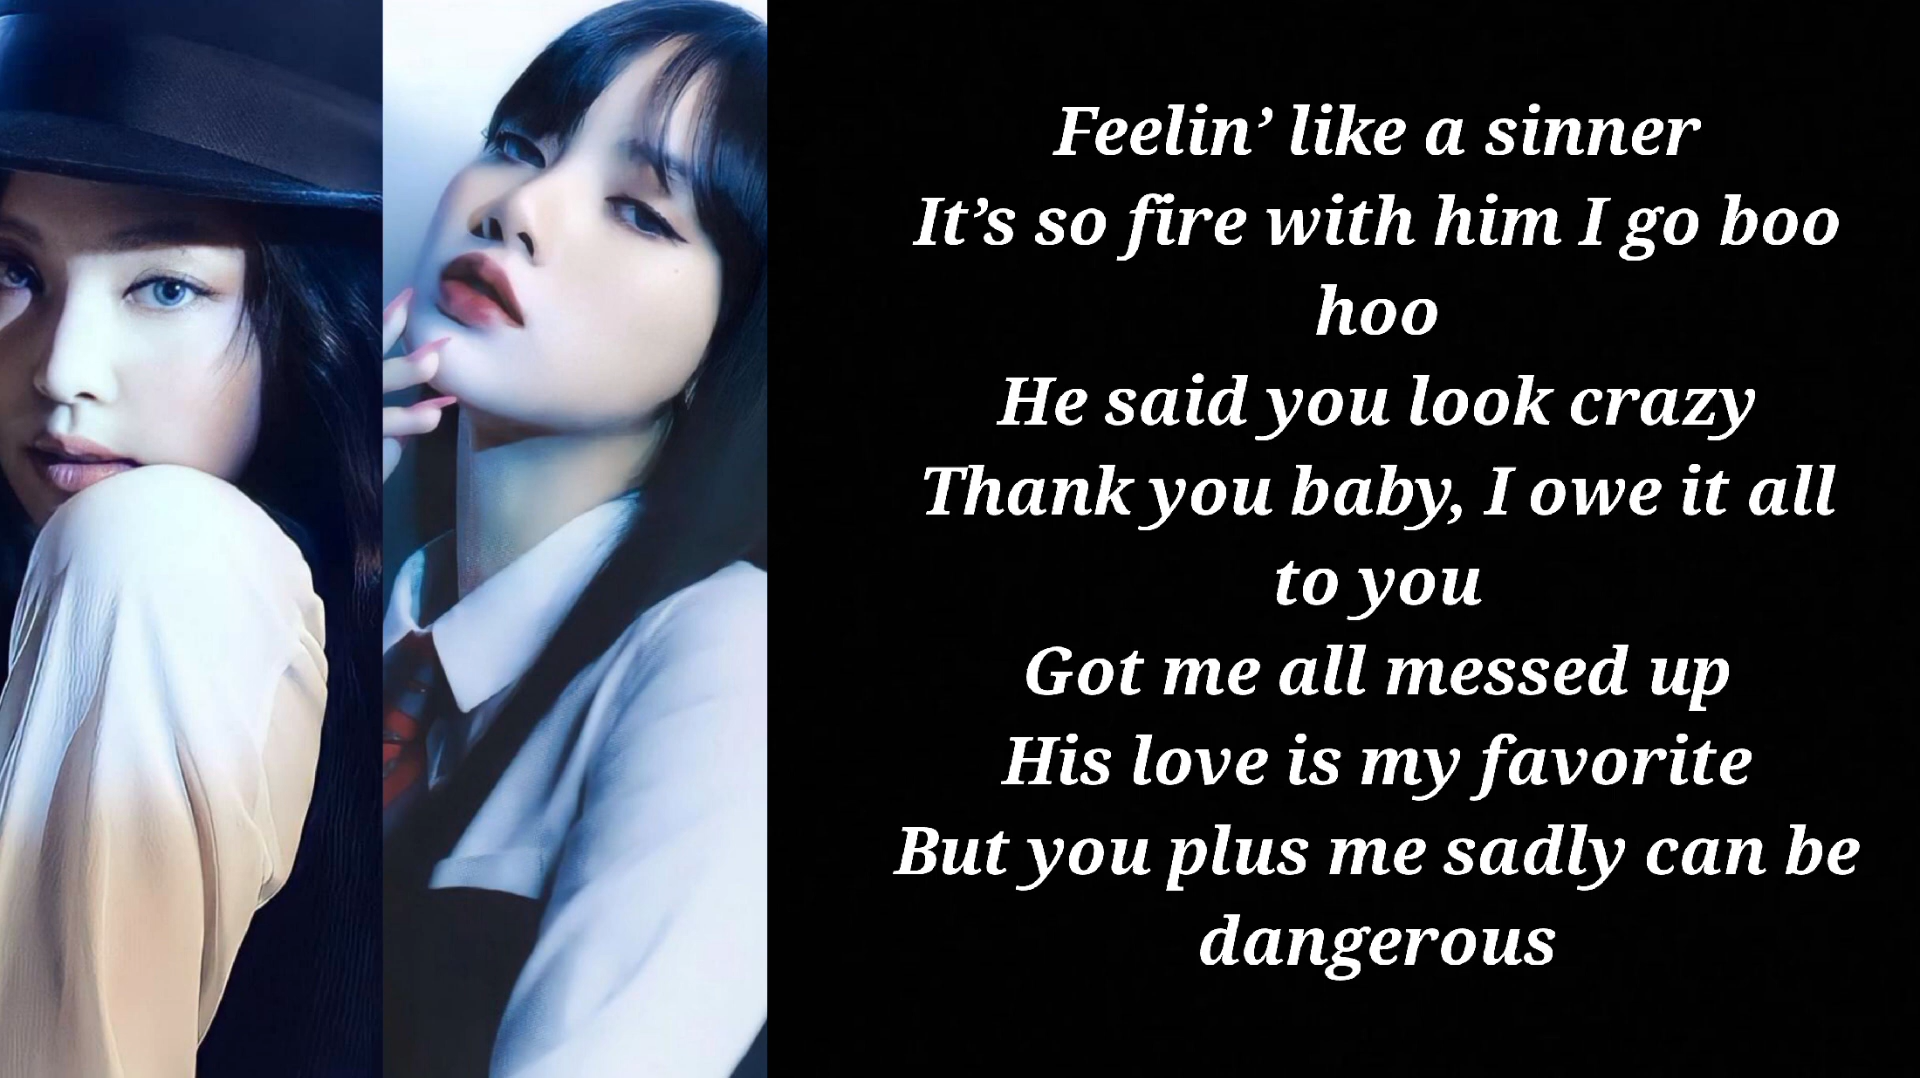 Feelin’ like a sinner
It’s so fire with him I go boo
hoo
He said you look crazy
Thank you baby, I owe it all
to you
Got me all messed up
His love is my favorite
But you plus me sadly can be
dangerous